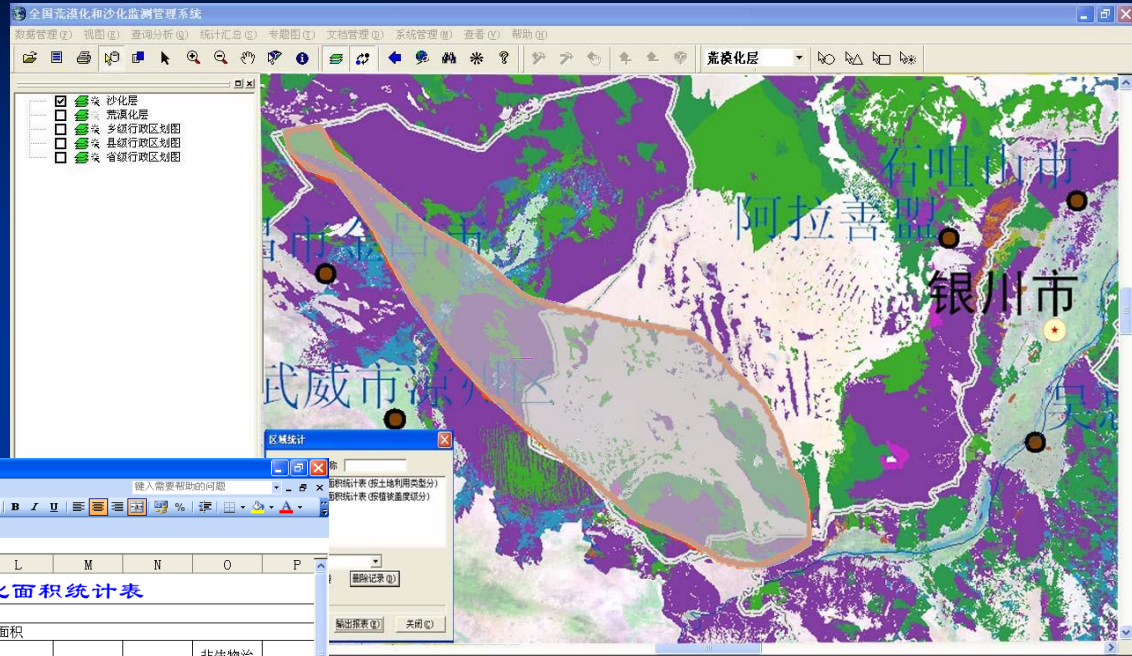 全国荒漠化和沙化监测管理系统
数据管理(Q) 视图(E) 查询分析(Q) 统计汇总(S) 专题图(T) 文档管理(D) 系统管理(M) 查看(V) 帮助(H)
荒漠化层
沙化层
荒漠化层
乡级行政区划图
县级行政区划图
省级行政区划图
石咀山市
阿拉善盟
昌市金昌市
银川市
武威市凉州区
吴忠
区域统计
称
面积统计表(按土地利用类型分)
面积统计表(按植被盖度级分)
删除记录(D)
输出报表(E) 关闭(C)
键入需要帮助的问题
B I U %
L M N O P
化面积统计表
面积
非生物治